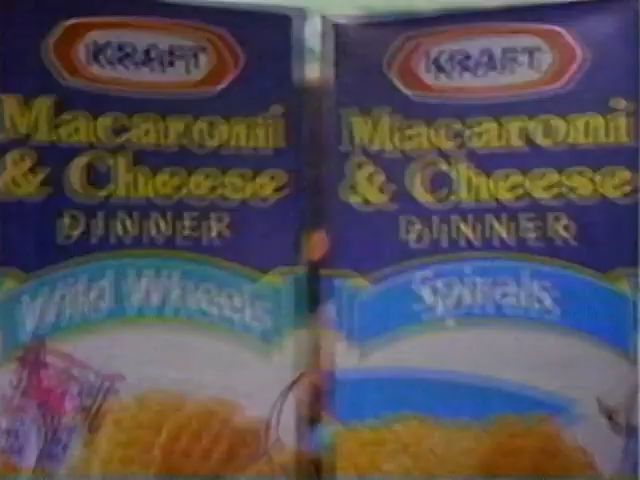 KRAFT
Macaroni
& Cheese
DINNER
Wild Wheels
KRAFT
Macaroni
& Cheese
DINNER
Spirals